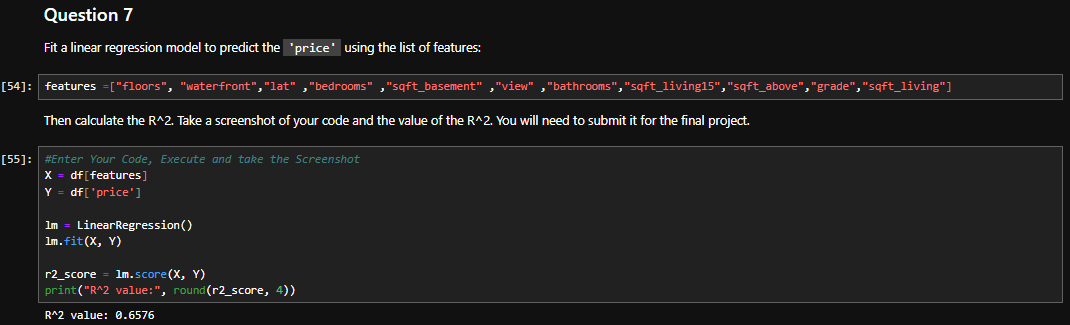 Question 7
Fit a linear regression model to predict the 'price' using the list of features:
[54]: features =["floors", "waterfront","lat" ,"bedrooms" ,"sqft_basement" ,"view" ,"bathrooms","sqft_living15","sqft_above","grade","sqft_living"]
Then calculate the R^2. Take a screenshot of your code and the value of the R^2. You will need to submit it for the final project.
[55]: #Enter Your Code, Execute and take the Screenshot
X = df[features]
Y = df['price']
lm = LinearRegression()
lm.fit(X, Y)
r2_score = lm.score(X, Y)
print("R^2 value:", round(r2_score, 4))
R^2 value: 0.6576